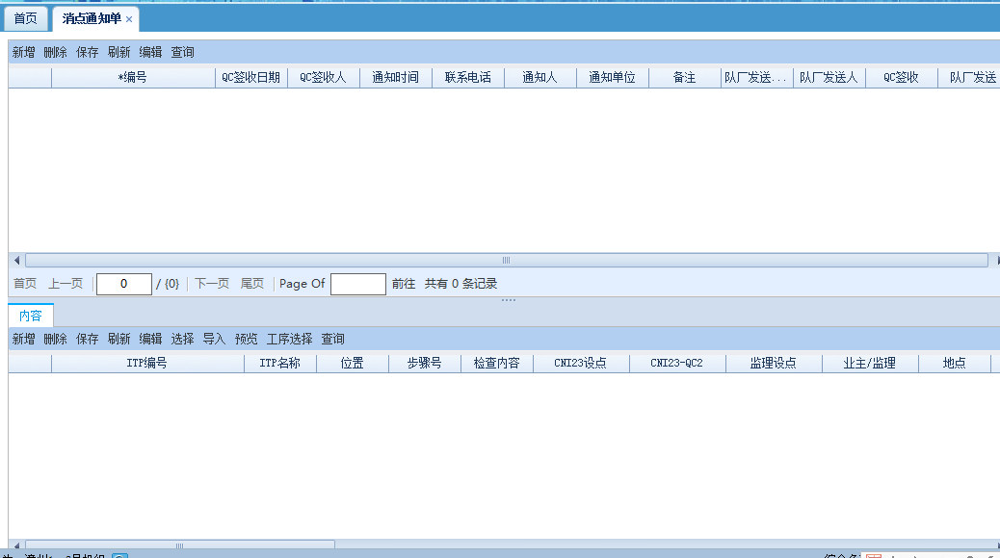 首页 消点通知单 ×
新增 删除 保存 刷新 编辑 查询
*编号 QC签收日期 QC签收人 通知时间 联系电话 通知人 通知单位 备注 队厂发送... 队厂发送人 QC签收 队厂发送
首页 上一页 0 / {0} 下一页 尾页 Page Of 前往 共有 0 条记录
内容
新增 删除 保存 刷新 编辑 选择 导入 预览 工序选择 查询
ITP编号 ITP名称 位置 步骤号 检查内容 CNI23设点 CNI23-QC2 监理设点 业主/监理 地点